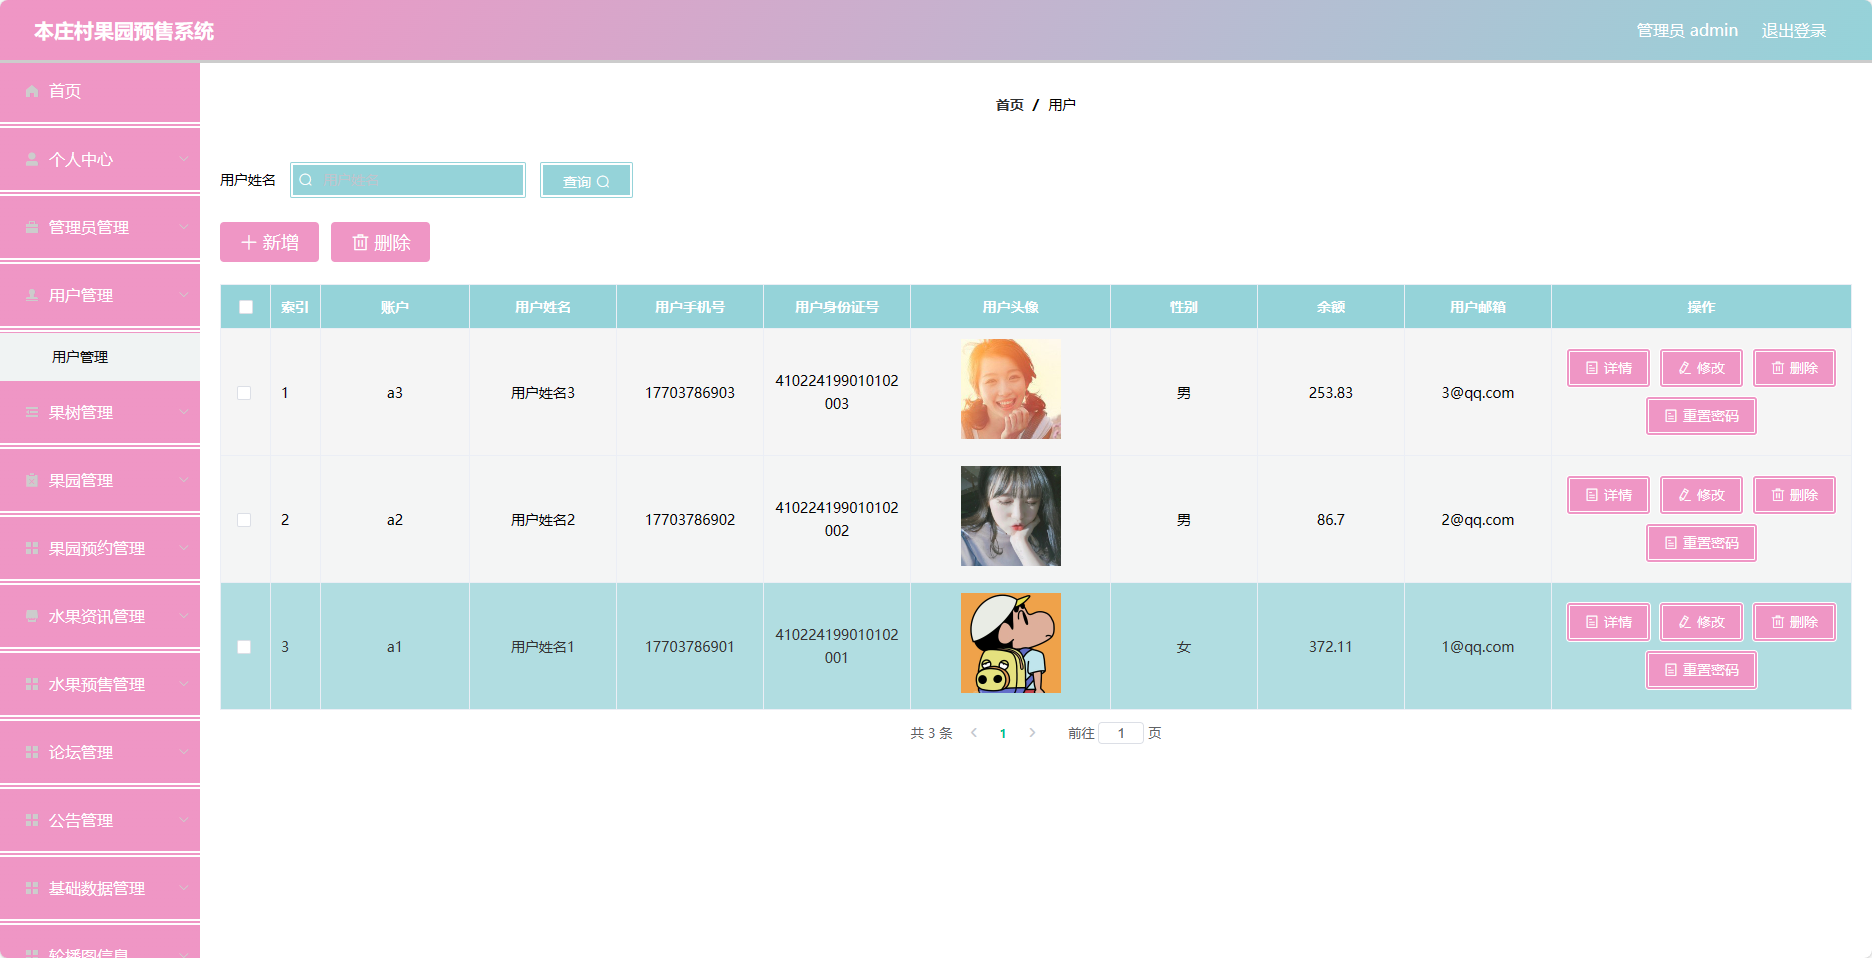 本庄村果园预售系统
管理员 admin 退出登录
首页
个人中心
管理员管理
用户管理
用户管理
果树管理
果园管理
果园预约管理
水果资讯管理
水果预售管理
论坛管理
公告管理
基础数据管理
轮播图信息
首页 / 用户
用户姓名 用户姓名 查询
新增 删除
索引 账户 用户姓名 用户手机号 用户身份证号 用户头像 性别 余额 用户邮箱 操作
1 a3 用户姓名3 17703786903 410224199010102003 男 253.83 3@qq.com 详情 修改 删除
重置密码
2 a2 用户姓名2 17703786902 410224199010102002 男 86.7 2@qq.com 详情 修改 删除
重置密码
3 a1 用户姓名1 17703786901 410224199010102001 女 372.11 1@qq.com 详情 修改 删除
重置密码
共 3 条 1 前往 1 页